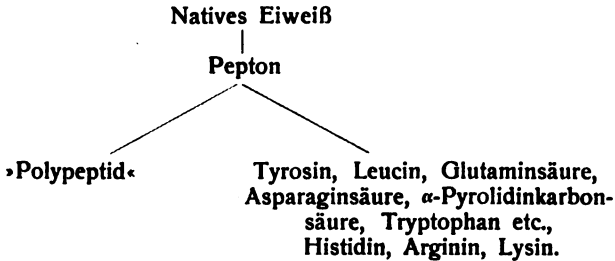 Natives Eiweiß
Pepton
»Polypeptid«
Tyrosin, Leucin, Glutaminsäure,
Asparaginsäure, α-Pyrolidinkarbon-
säure, Tryptophan etc.,
Histidin, Arginin, Lysin.